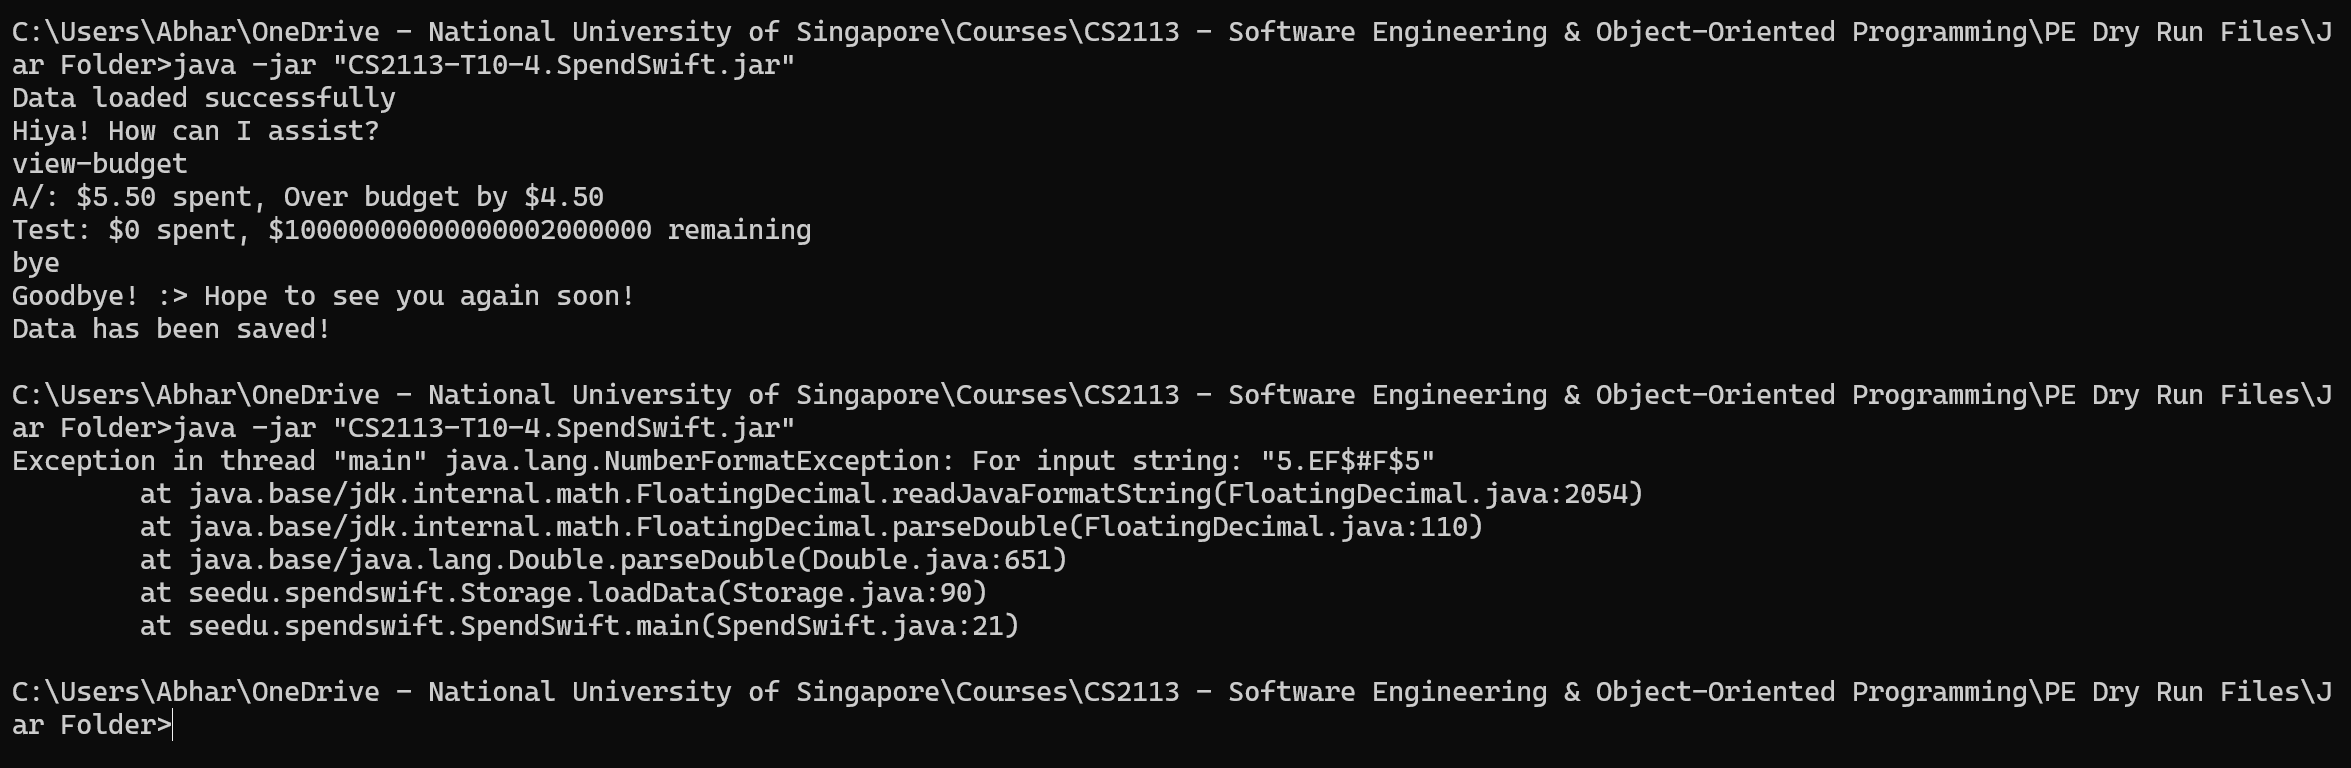 C:\Users\Abhar\OneDrive - National University of Singapore\Courses\CS2113 - Software Engineering & Object-Oriented Programming\PE Dry Run Files\J
ar Folder>java -jar "CS2113-T10-4.SpendSwift.jar"
Data loaded successfully
Hiya! How can I assist?
view-budget
A/: $5.50 spent, Over budget by $4.50
Test: $0 spent, $10000000000000002000000 remaining
bye
Goodbye! :> Hope to see you again soon!
Data has been saved!
C:\Users\Abhar\OneDrive - National University of Singapore\Courses\CS2113 - Software Engineering & Object-Oriented Programming\PE Dry Run Files\J
ar Folder>java -jar "CS2113-T10-4.SpendSwift.jar"
Exception in thread "main" java.lang.NumberFormatException: For input string: "5.EF$#F$5"
        at java.base/jdk.internal.math.FloatingDecimal.readJavaFormatString(FloatingDecimal.java:2054)
        at java.base/jdk.internal.math.FloatingDecimal.parseDouble(FloatingDecimal.java:110)
        at java.base/java.lang.Double.parseDouble(Double.java:651)
        at seedu.spendswift.Storage.loadData(Storage.java:90)
        at seedu.spendswift.SpendSwift.main(SpendSwift.java:21)
C:\Users\Abhar\OneDrive - National University of Singapore\Courses\CS2113 - Software Engineering & Object-Oriented Programming\PE Dry Run Files\J
ar Folder>